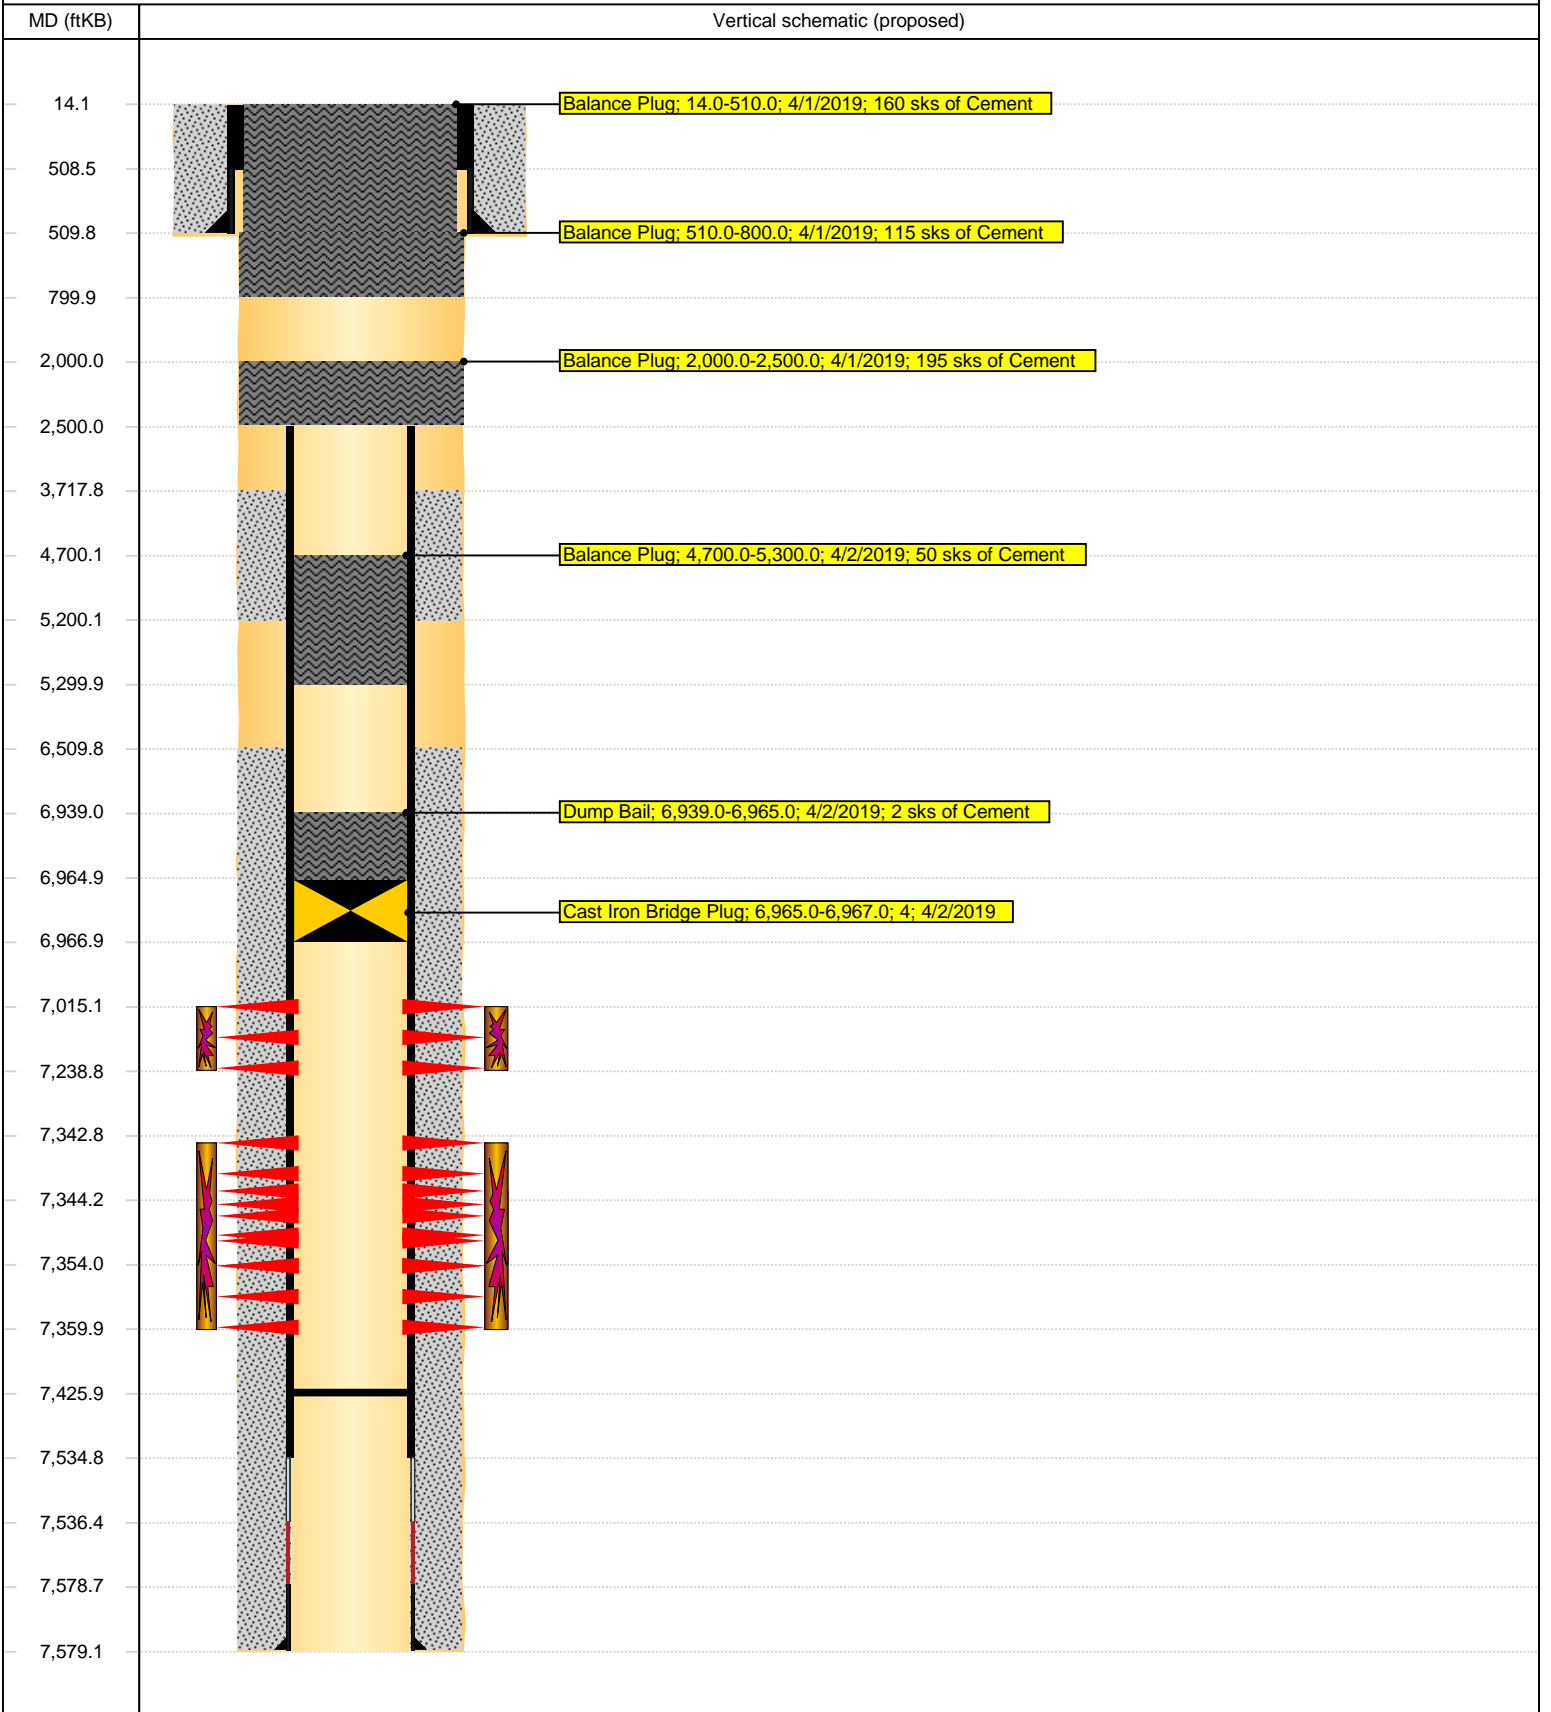 MD (ftKB) Vertical schematic (proposed)
14.1 Balance Plug; 14.0-510.0; 4/1/2019; 160 sks of Cement
508.5
509.8 Balance Plug; 510.0-800.0; 4/1/2019; 115 sks of Cement
799.9
2,000.0 Balance Plug; 2,000.0-2,500.0; 4/1/2019; 195 sks of Cement
2,500.0
3,717.8
4,700.1 Balance Plug; 4,700.0-5,300.0; 4/2/2019; 50 sks of Cement
5,200.1
5,299.9
6,509.8
6,939.0 Dump Bail; 6,939.0-6,965.0; 4/2/2019; 2 sks of Cement
6,964.9
Cast Iron Bridge Plug; 6,965.0-6,967.0; 4; 4/2/2019
6,966.9
7,015.1
7,238.8
7,342.8
7,344.2
7,354.0
7,359.9
7,425.9
7,534.8
7,536.4
7,578.7
7,579.1